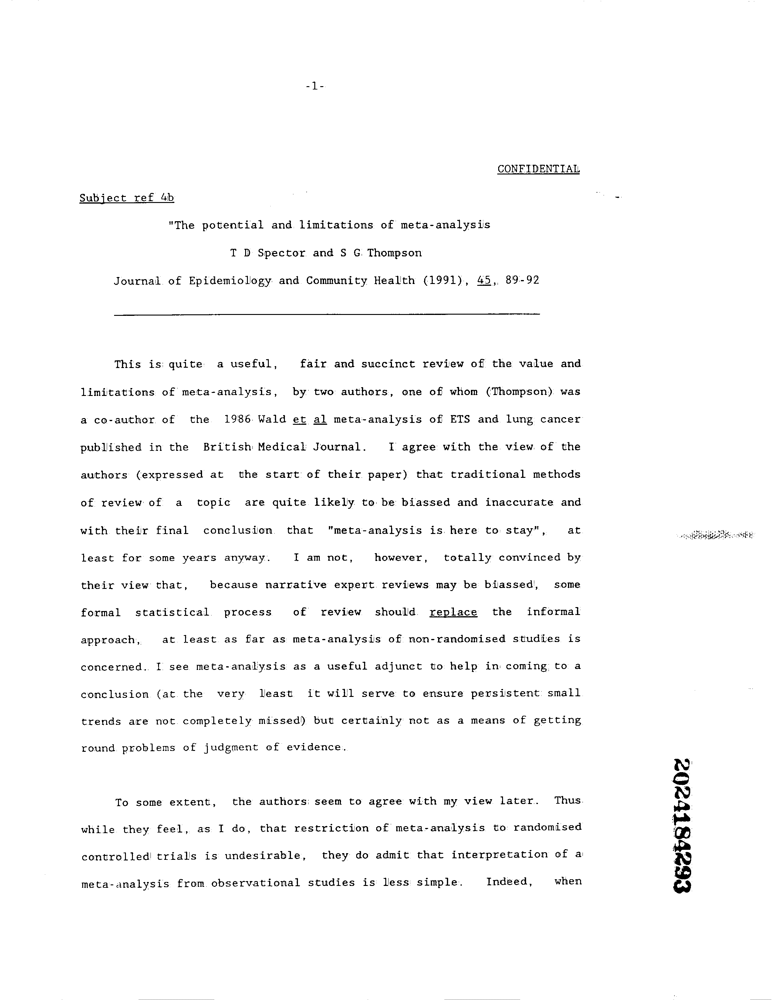 -1-
CONFIDENTIAL
Subject ref 4b
"The potential and limitations of meta-analysis
T D Spector and S G Thompson
Journal of Epidemiology and Community Health (1991), 45, 89-92
This is quite a useful, fair and succinct review of the value and
limitations of meta-analysis, by two authors, one of whom (Thompson) was
a co-author of the 1986 Wald et al meta-analysis of ETS and lung cancer
published in the British Medical Journal. I agree with the view of the
authors (expressed at the start of their paper) that traditional methods
of review of a topic are quite likely to be biassed and inaccurate and
with their final conclusion that "meta-analysis is here to stay", at
least for some years anyway. I am not, however, totally convinced by
their view that, because narrative expert reviews may be biassed, some
formal statistical process of review should replace the informal
approach, at least as far as meta-analysis of non-randomised studies is
concerned. I see meta-analysis as a useful adjunct to help in coming to a
conclusion (at the very least it will serve to ensure persistent small
trends are not completely missed) but certainly not as a means of getting
round problems of judgment of evidence.
To some extent, the authors seem to agree with my view later. Thus
while they feel, as I do, that restriction of meta-analysis to randomised
controlled trials is undesirable, they do admit that interpretation of a
meta-analysis from observational studies is less simple. Indeed, when
2024184293